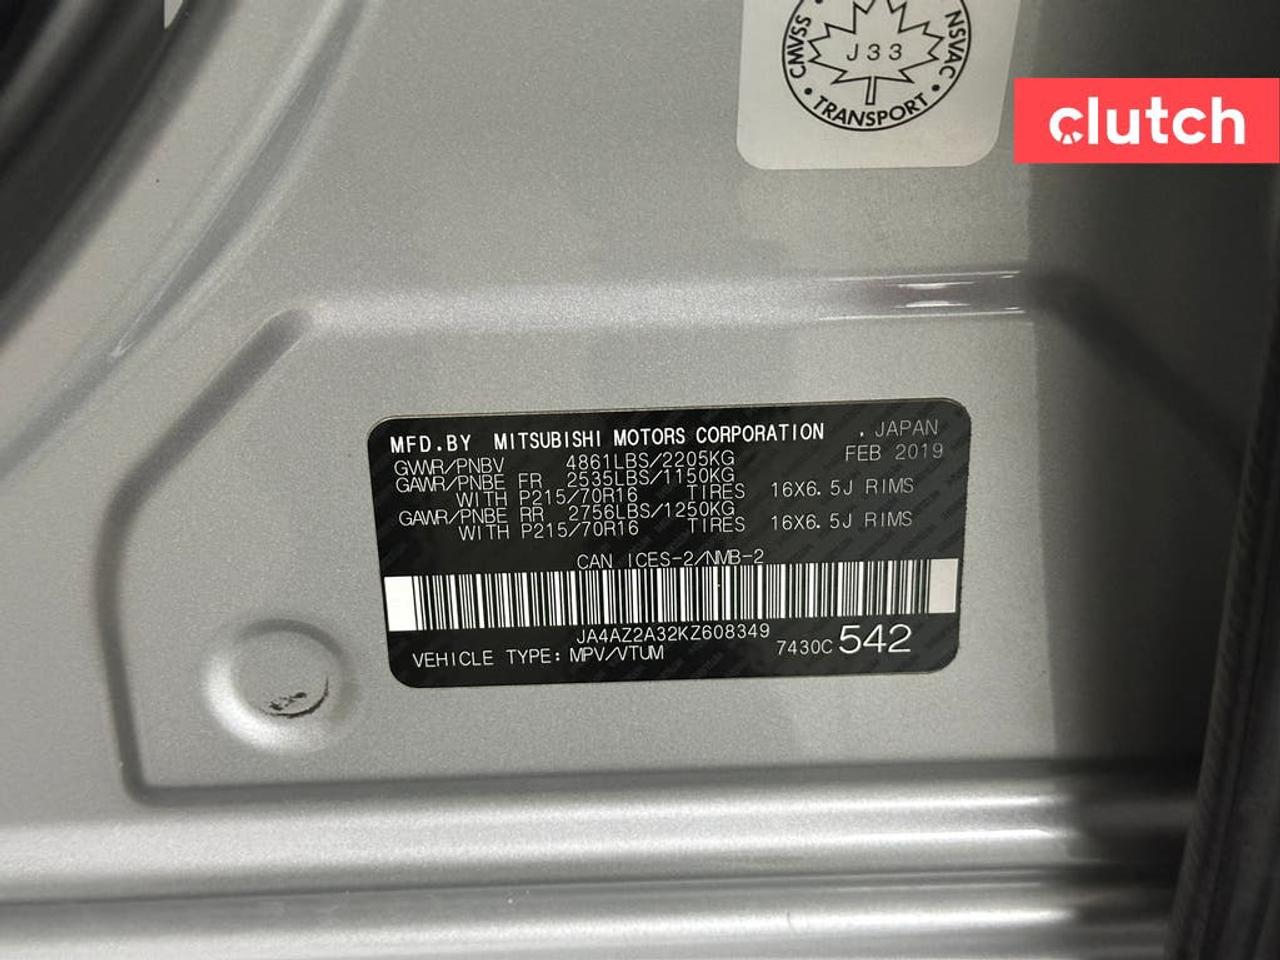 CMVSS • NSVAC • TRANSPORT •
J33
clutch
MFD.BY MITSUBISHI MOTORS CORPORATION . JAPAN
GVWR/PNBV 4861LBS/2205KG FEB 2019
GAWR/PNBE FR 2535LBS/1150KG
WITH P215/70R16 TIRES 16X6.5J RIMS
GAWR/PNBE RR 2756LBS/1250KG
WITH P215/70R16 TIRES 16X6.5J RIMS
CAN ICES-2/NMB-2
JA4AZ2A32KZ608349
VEHICLE TYPE: MPV/VTUM 7430C 542